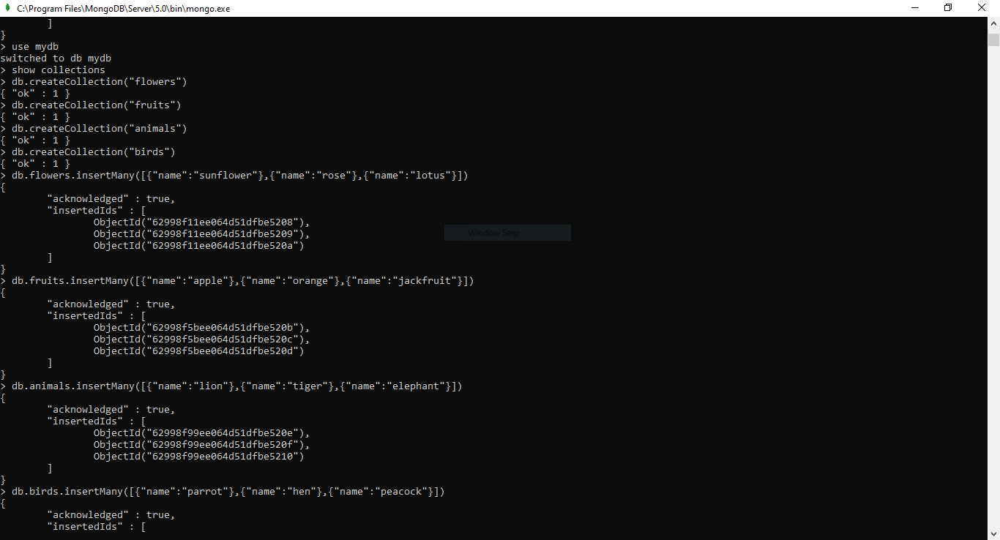 C:\Program Files\MongoDB\Server\5.0\bin\mongo.exe
        ]
}
> use mydb
switched to db mydb
> show collections
> db.createCollection("flowers")
{ "ok" : 1 }
> db.createCollection("fruits")
{ "ok" : 1 }
> db.createCollection("animals")
{ "ok" : 1 }
> db.createCollection("birds")
{ "ok" : 1 }
> db.flowers.insertMany([{"name":"sunflower"},{"name":"rose"},{"name":"lotus"}])
{
        "acknowledged" : true,
        "insertedIds" : [
                ObjectId("62998f11ee064d51dfbe5208"),
                ObjectId("62998f11ee064d51dfbe5209"),
                ObjectId("62998f11ee064d51dfbe520a")
        ]
}
Window Snip
> db.fruits.insertMany([{"name":"apple"},{"name":"orange"},{"name":"jackfruit"}])
{
        "acknowledged" : true,
        "insertedIds" : [
                ObjectId("62998f5bee064d51dfbe520b"),
                ObjectId("62998f5bee064d51dfbe520c"),
                ObjectId("62998f5bee064d51dfbe520d")
        ]
}
> db.animals.insertMany([{"name":"lion"},{"name":"tiger"},{"name":"elephant"}])
{
        "acknowledged" : true,
        "insertedIds" : [
                ObjectId("62998f99ee064d51dfbe520e"),
                ObjectId("62998f99ee064d51dfbe520f"),
                ObjectId("62998f99ee064d51dfbe5210")
        ]
}
> db.birds.insertMany([{"name":"parrot"},{"name":"hen"},{"name":"peacock"}])
{
        "acknowledged" : true,
        "insertedIds" : [